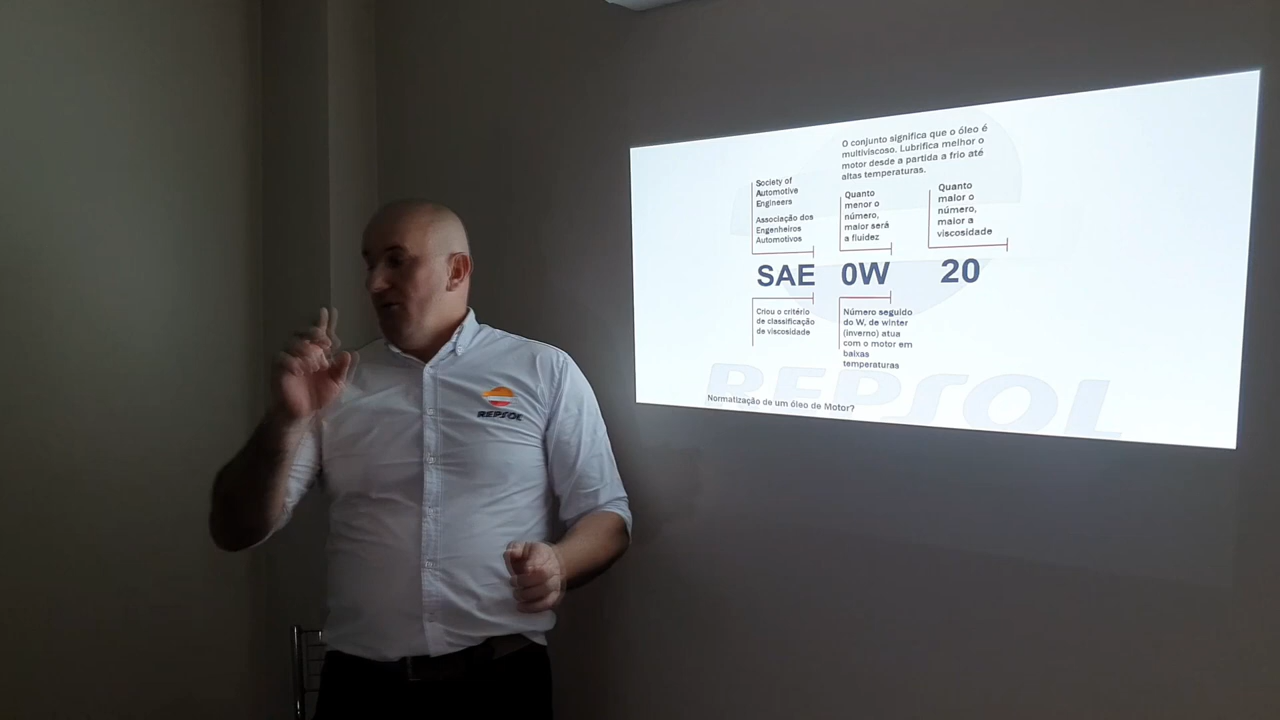 O conjunto significa que o óleo é
multiviscoso. Lubrifica melhor o
motor desde a partida a frio até
altas temperaturas.
Society of
Automotive
Engineers
Associação dos
Engenheiros
Automotivos
Quanto
menor o
número,
maior será
a fluidez
Quanto
maior o
número,
maior a
viscosidade
SAE 0W 20
Criou o critério
de classificação
de viscosidade
Número seguido
do W, de winter
(inverno) atua
com o motor em
baixas
temperaturas
REPSOL
Normatização de um óleo de Motor?
REPSOL